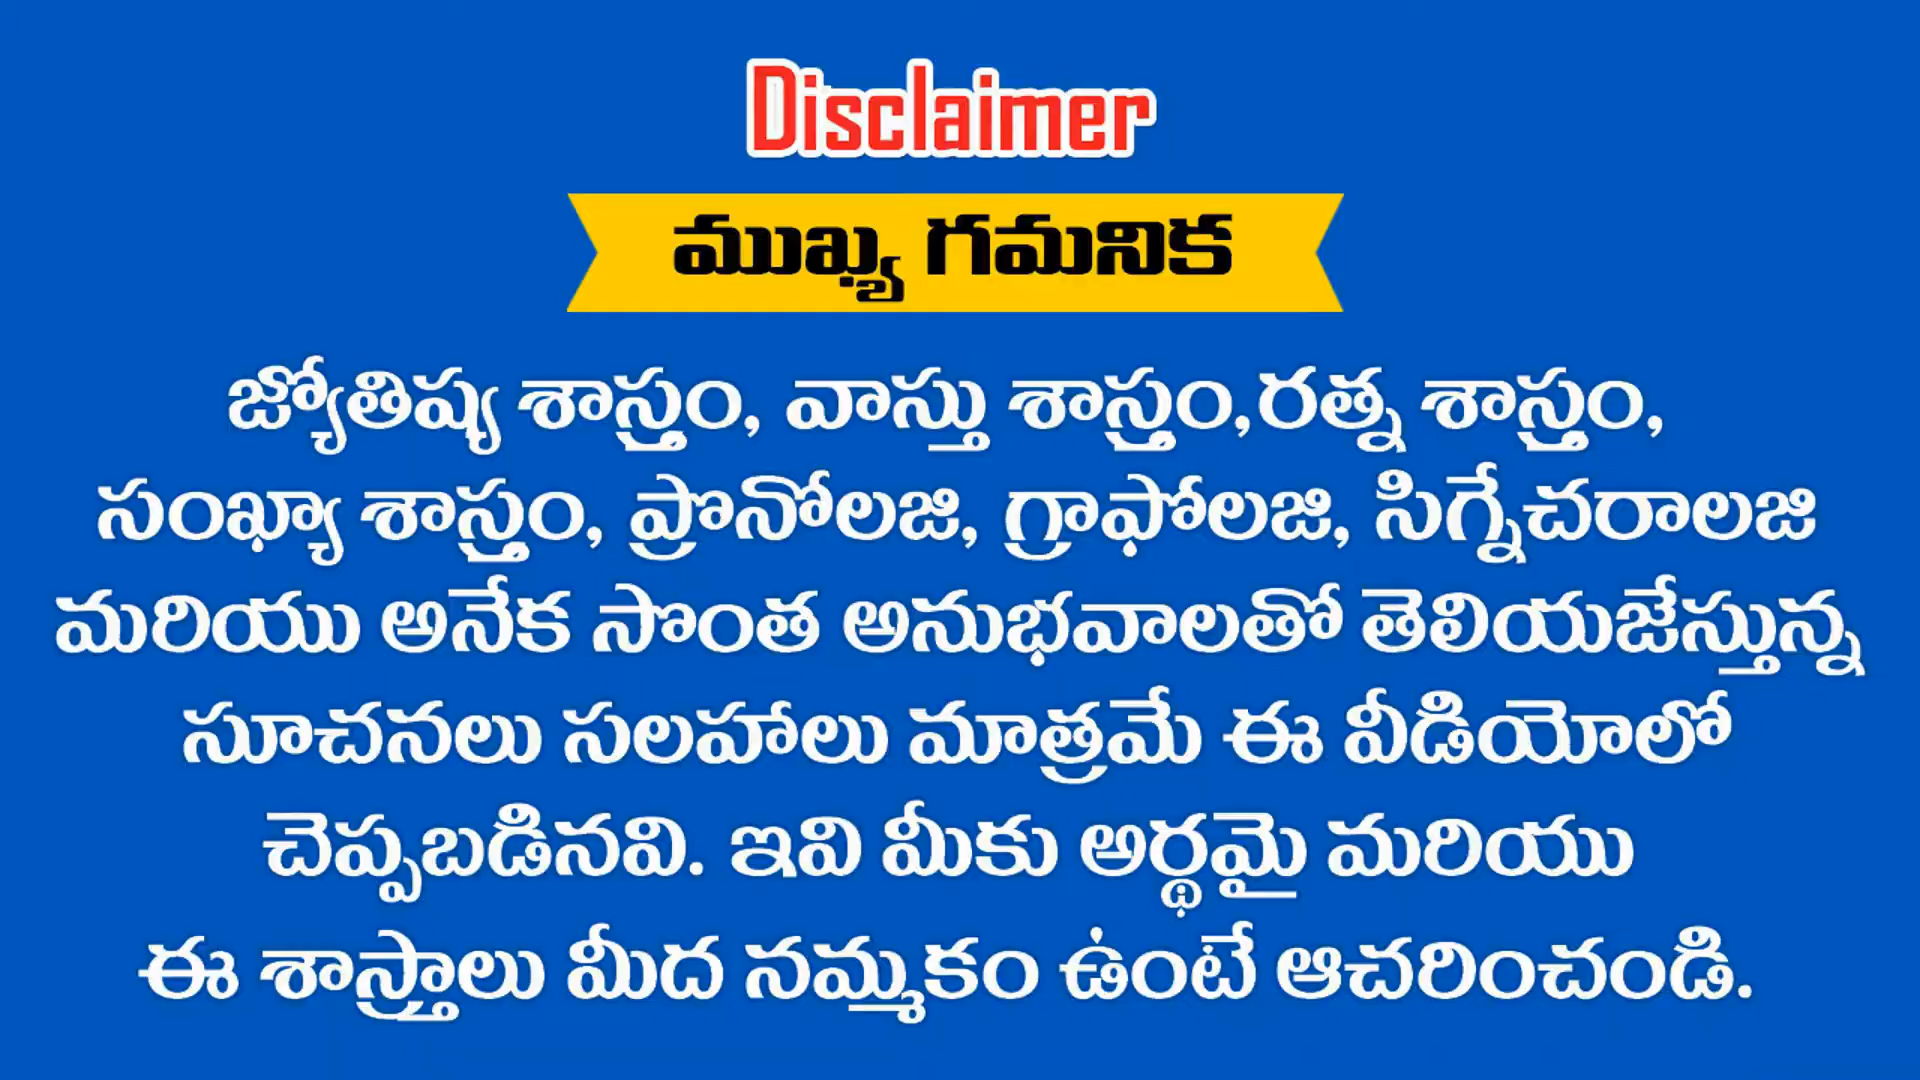 Disclaimer
ముఖ్య గమనిక
జ్యోతిష్య శాస్త్రం, వాస్తు శాస్త్రం,రత్న శాస్త్రం,
సంఖ్యా శాస్త్రం, ప్రొనోలజి, గ్రాఫోలజి, సిగ్నేచరాలజి
మరియు అనేక సొంత అనుభవాలతో తెలియజేస్తున్న
సూచనలు సలహాలు మాత్రమే ఈ వీడియోలో
చెప్పబడినవి. ఇవి మీకు అర్థమై మరియు
ఈ శాస్త్రాలు మీద నమ్మకం ఉంటే ఆచరించండి.